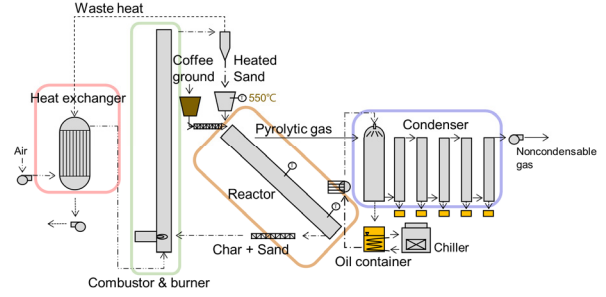 Waste heat
Coffee
ground
Heated
Sand
550℃
Heat exchanger
Air
Pyrolytic gas
Condenser
Noncondensable
gas
Reactor
Char + Sand
Oil container
Chiller
Combustor & burner